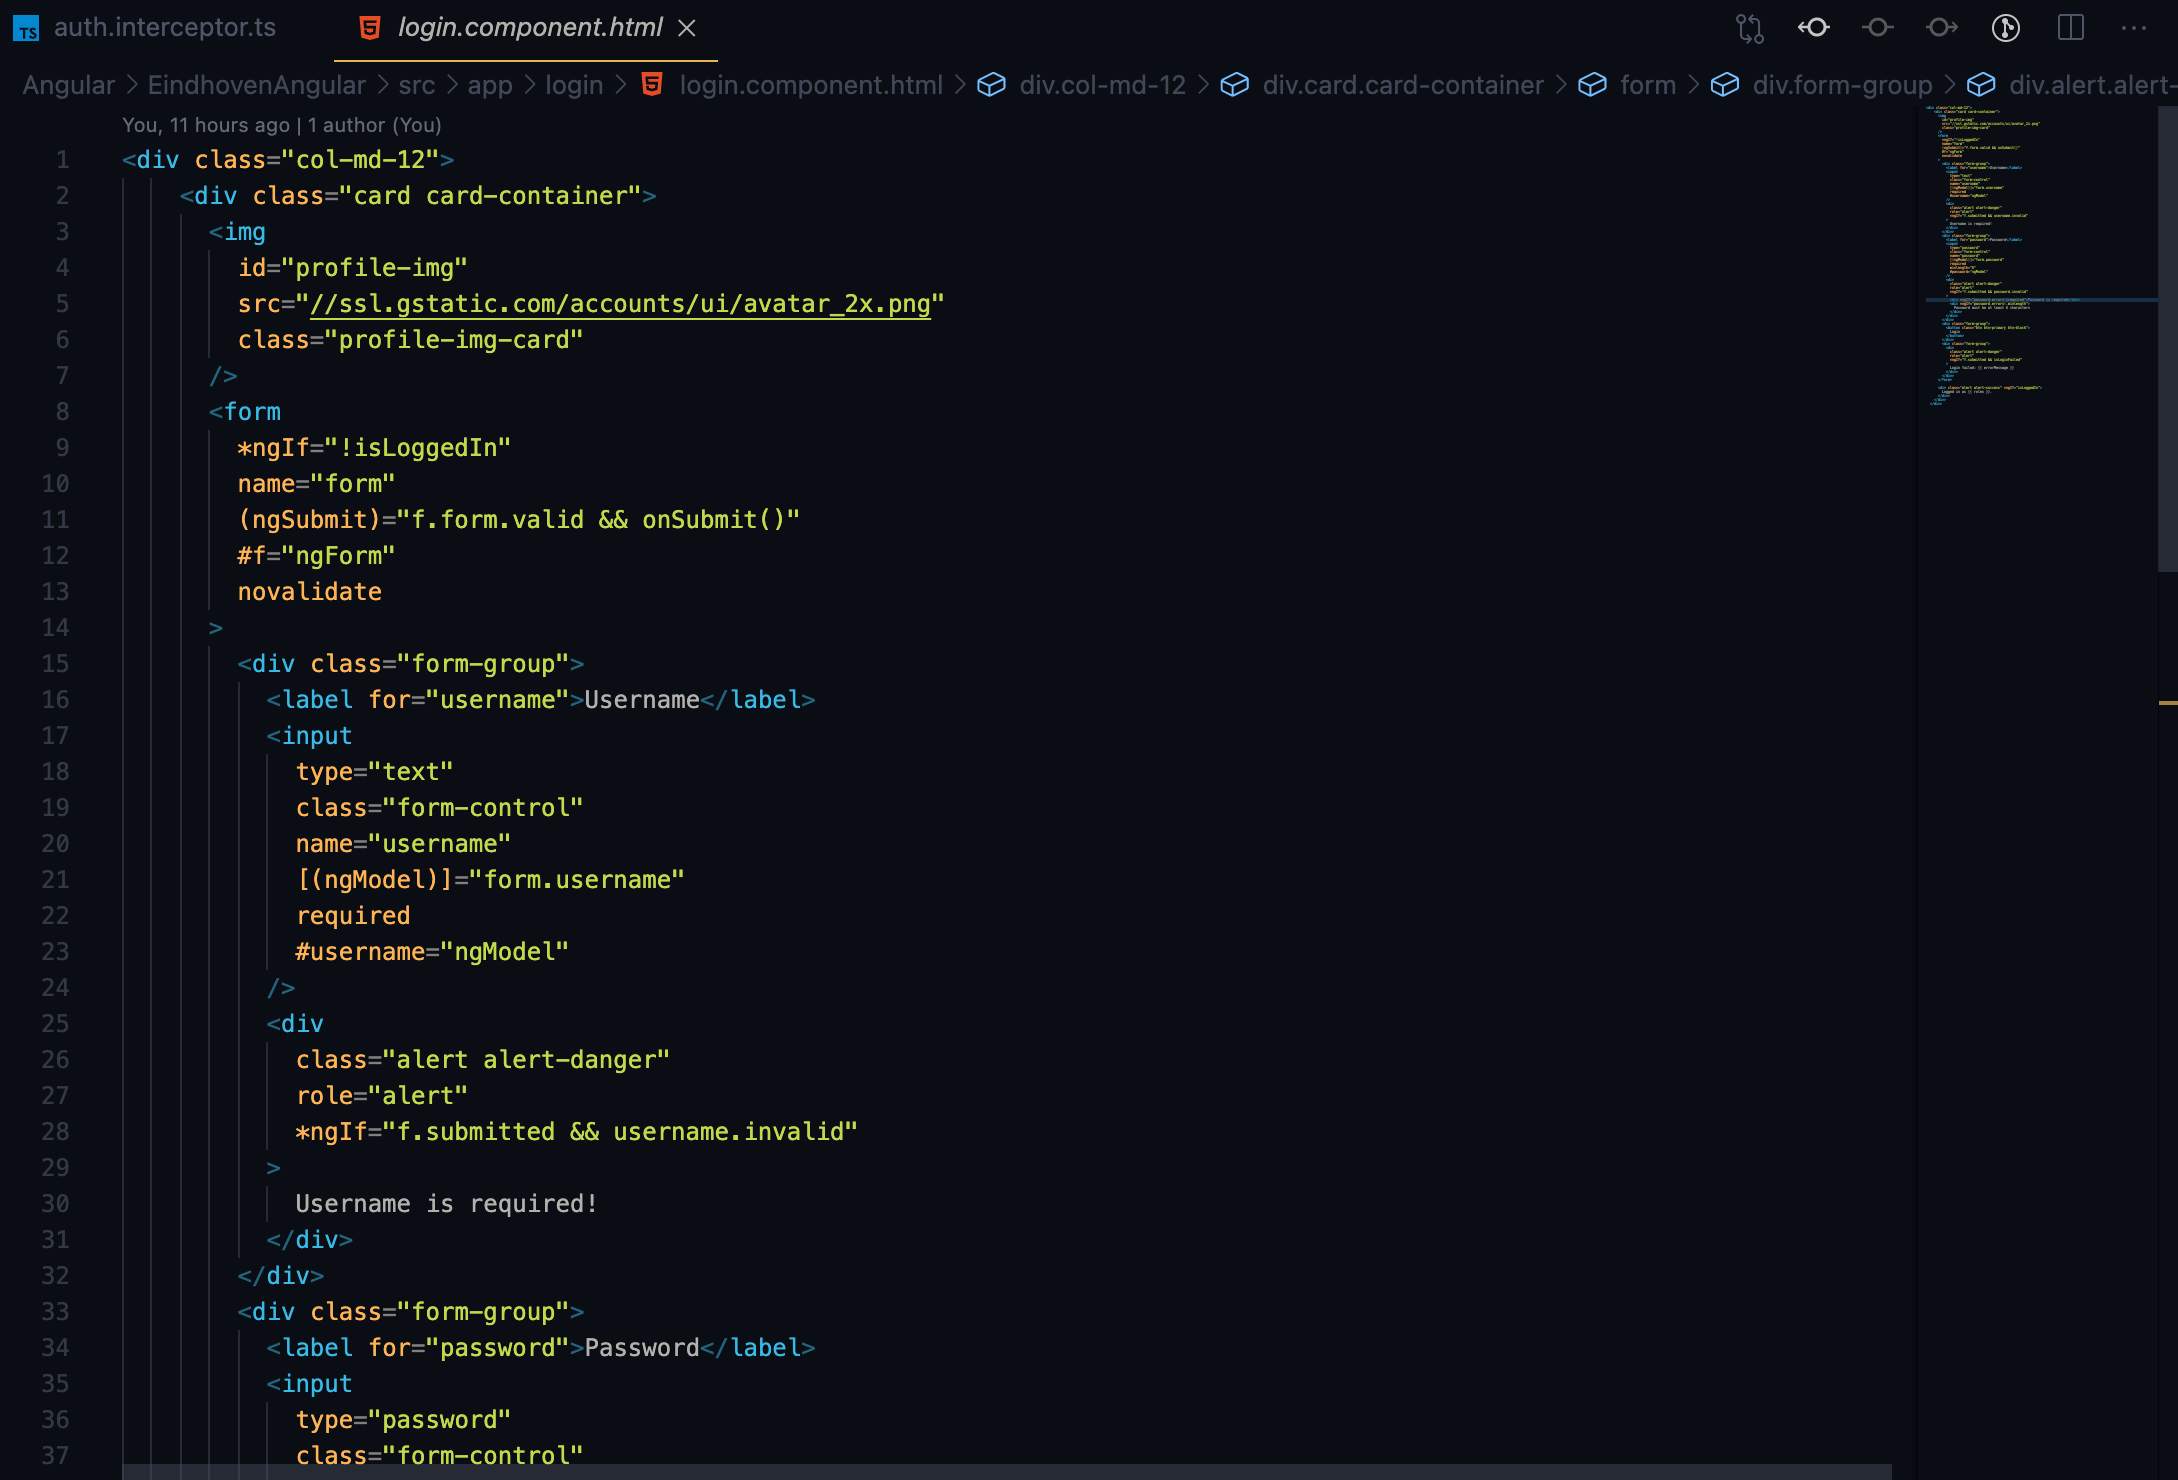 TS auth.interceptor.ts login.component.html
Angular > EindhovenAngular > src > app > login > login.component.html > div.col-md-12 > div.card.card-container > form > div.form-group > div.alert.alert-
You, 11 hours ago | 1 author (You)
1 <div class="col-md-12">
2 <div class="card card-container">
3 <img
4 id="profile-img"
5 src="//ssl.gstatic.com/accounts/ui/avatar_2x.png"
6 class="profile-img-card"
7 />
8 <form
9 *ngIf="!isLoggedIn"
10 name="form"
11 (ngSubmit)="f.form.valid && onSubmit()"
12 #f="ngForm"
13 novalidate
14 >
15 <div class="form-group">
16 <label for="username">Username</label>
17 <input
18 type="text"
19 class="form-control"
20 name="username"
21 [(ngModel)]="form.username"
22 required
23 #username="ngModel"
24 />
25 <div
26 class="alert alert-danger"
27 role="alert"
28 *ngIf="f.submitted && username.invalid"
29 >
30 Username is required!
31 </div>
32 </div>
33 <div class="form-group">
34 <label for="password">Password</label>
35 <input
36 type="password"
37 class="form-control"